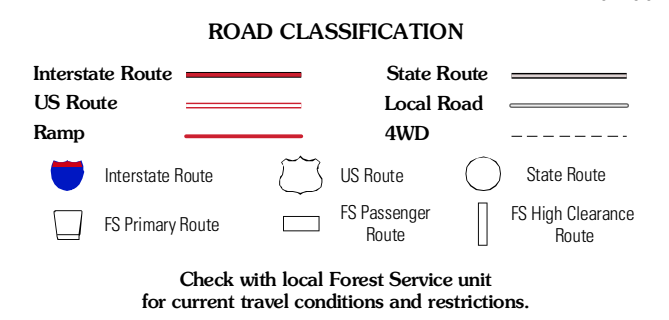 ROAD CLASSIFICATION
Interstate Route
State Route
US Route
Local Road
Ramp
4WD
Interstate Route
US Route
State Route
FS Primary Route
FS Passenger
Route
FS High Clearance
Route
Check with local Forest Service unit
for current travel conditions and restrictions.